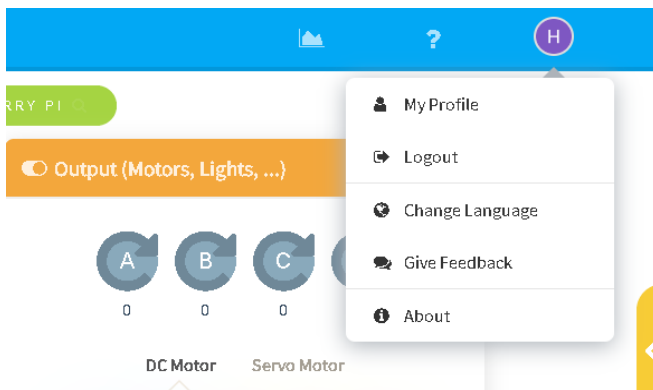 ? H
RRY PI
My Profile
Logout
Output (Motors, Lights, ...)
Change Language
Give Feedback
About
A B C
0 0 0
DC Motor Servo Motor